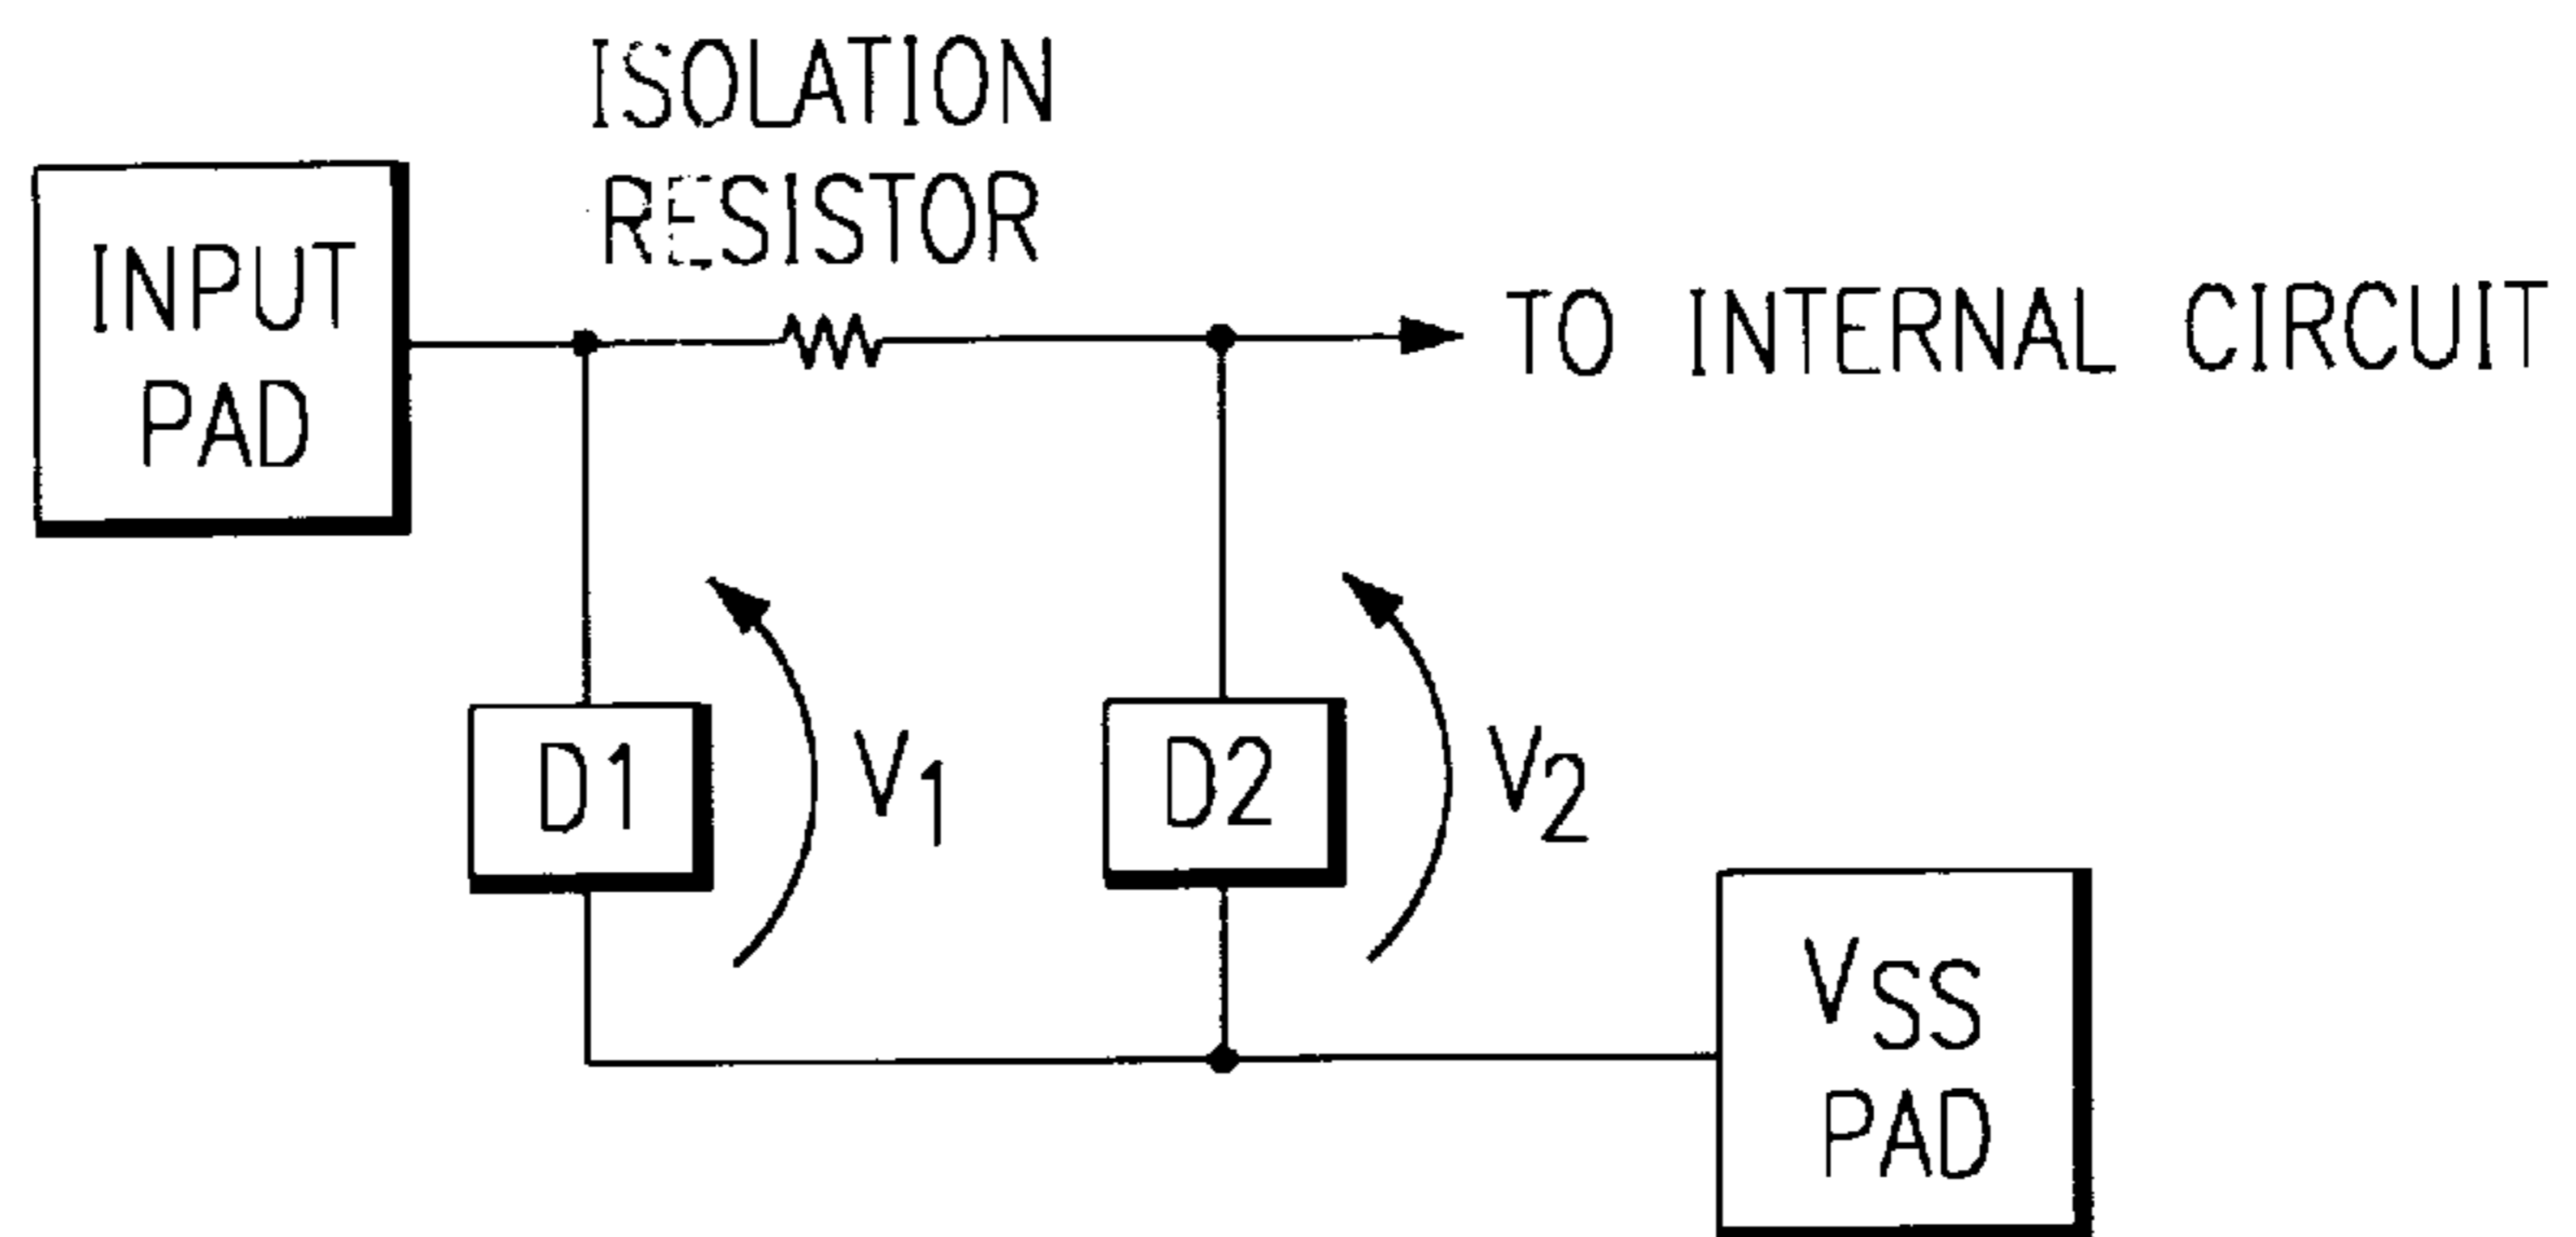 ISOLATION
RESISTOR
INPUT
PAD
TO INTERNAL CIRCUIT
D1
V1
D2
V2
VSS
PAD